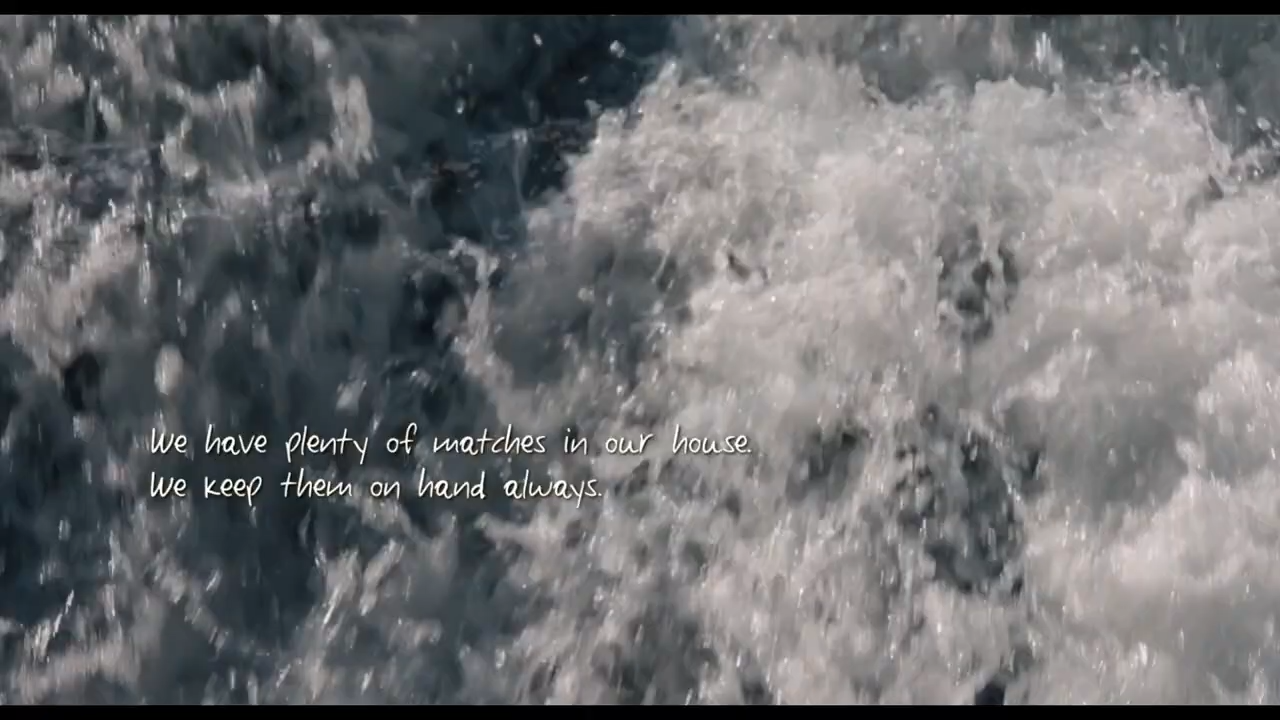 We have plenty of matches in our house.
We keep them on hand always.